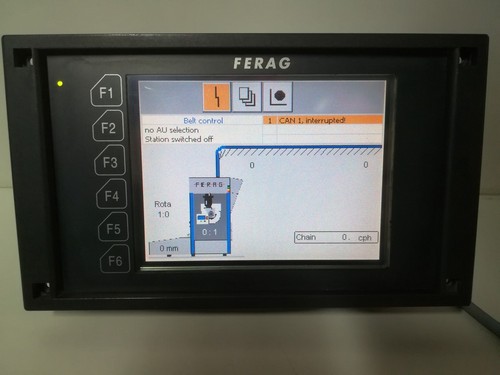 FERAG
F1
F2
F3
F4
F5
F6
Belt control
1 CAN 1, interrupted!
no AU selection
Station switched off
0 0
FERAG
Rota
1:0
0:1
0 mm
Chain 0. cph